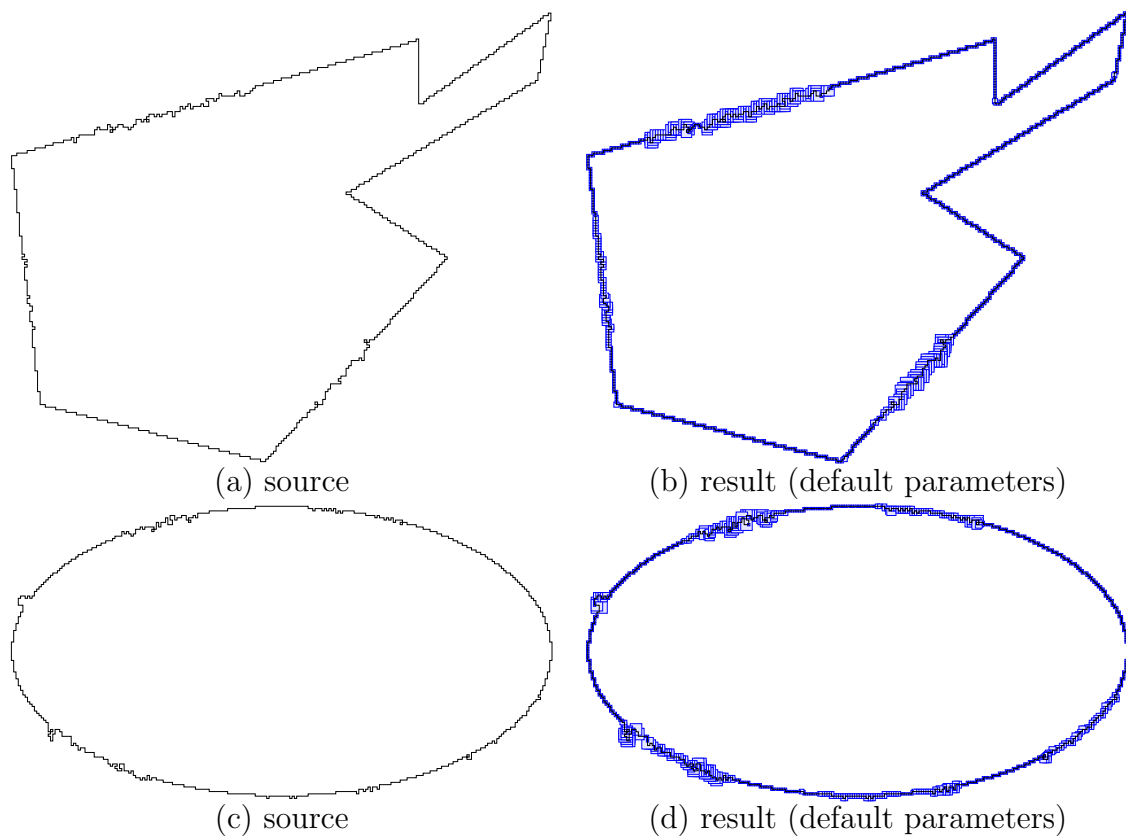 (a) source
(b) result (default parameters)
(c) source
(d) result (default parameters)